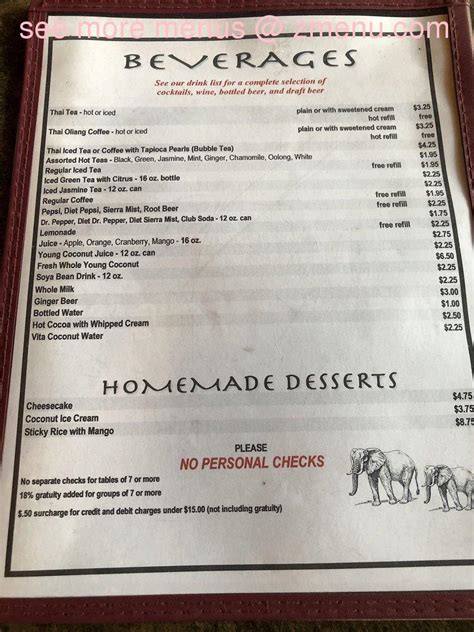 see more menus @ zmenu.com
BEVERAGES
See our drink list for a complete selection of
cocktails, wine, bottled beer, and draft beer
Thai Tea - hot or iced plain or with sweetened cream $3.25
hot refill free
Thai Oliang Coffee - hot or iced plain or with sweetened cream $3.25
hot refill free
Thai Iced Tea or Coffee with Tapioca Pearls (Bubble Tea) $4.25
Assorted Hot Teas - Black, Green, Jasmine, Mint, Ginger, Chamomile, Oolong, White $1.95
Regular Iced Tea free refill $1.95
Iced Green Tea with Citrus - 16 oz. bottle $2.25
Iced Jasmine Tea - 12 oz. can
Regular Coffee free refill $1.95
Pepsi, Diet Pepsi, Sierra Mist, Root Beer free refill $2.25
Dr. Pepper, Diet Dr. Pepper, Diet Sierra Mist, Club Soda - 12 oz. can $2.25
Lemonade free refill $2.25
Juice - Apple, Orange, Cranberry, Mango - 16 oz. $2.75
Young Coconut Juice - 12 oz. can $2.25
Fresh Whole Young Coconut $6.50
Soya Bean Drink - 12 oz. can $2.25
Whole Milk $2.25
Ginger Beer $3.00
Bottled Water $1.00
Hot Cocoa with Whipped Cream $2.50
Vita Coconut Water $2.25
HOMEMADE DESSERTS
Cheesecake $4.75
Coconut Ice Cream $3.75
Sticky Rice with Mango $8.75
PLEASE
NO PERSONAL CHECKS
No separate checks for tables of 7 or more
18% gratuity added for groups of 7 or more
$.50 surcharge for credit and debit charges under $15.00 (not including gratuity)